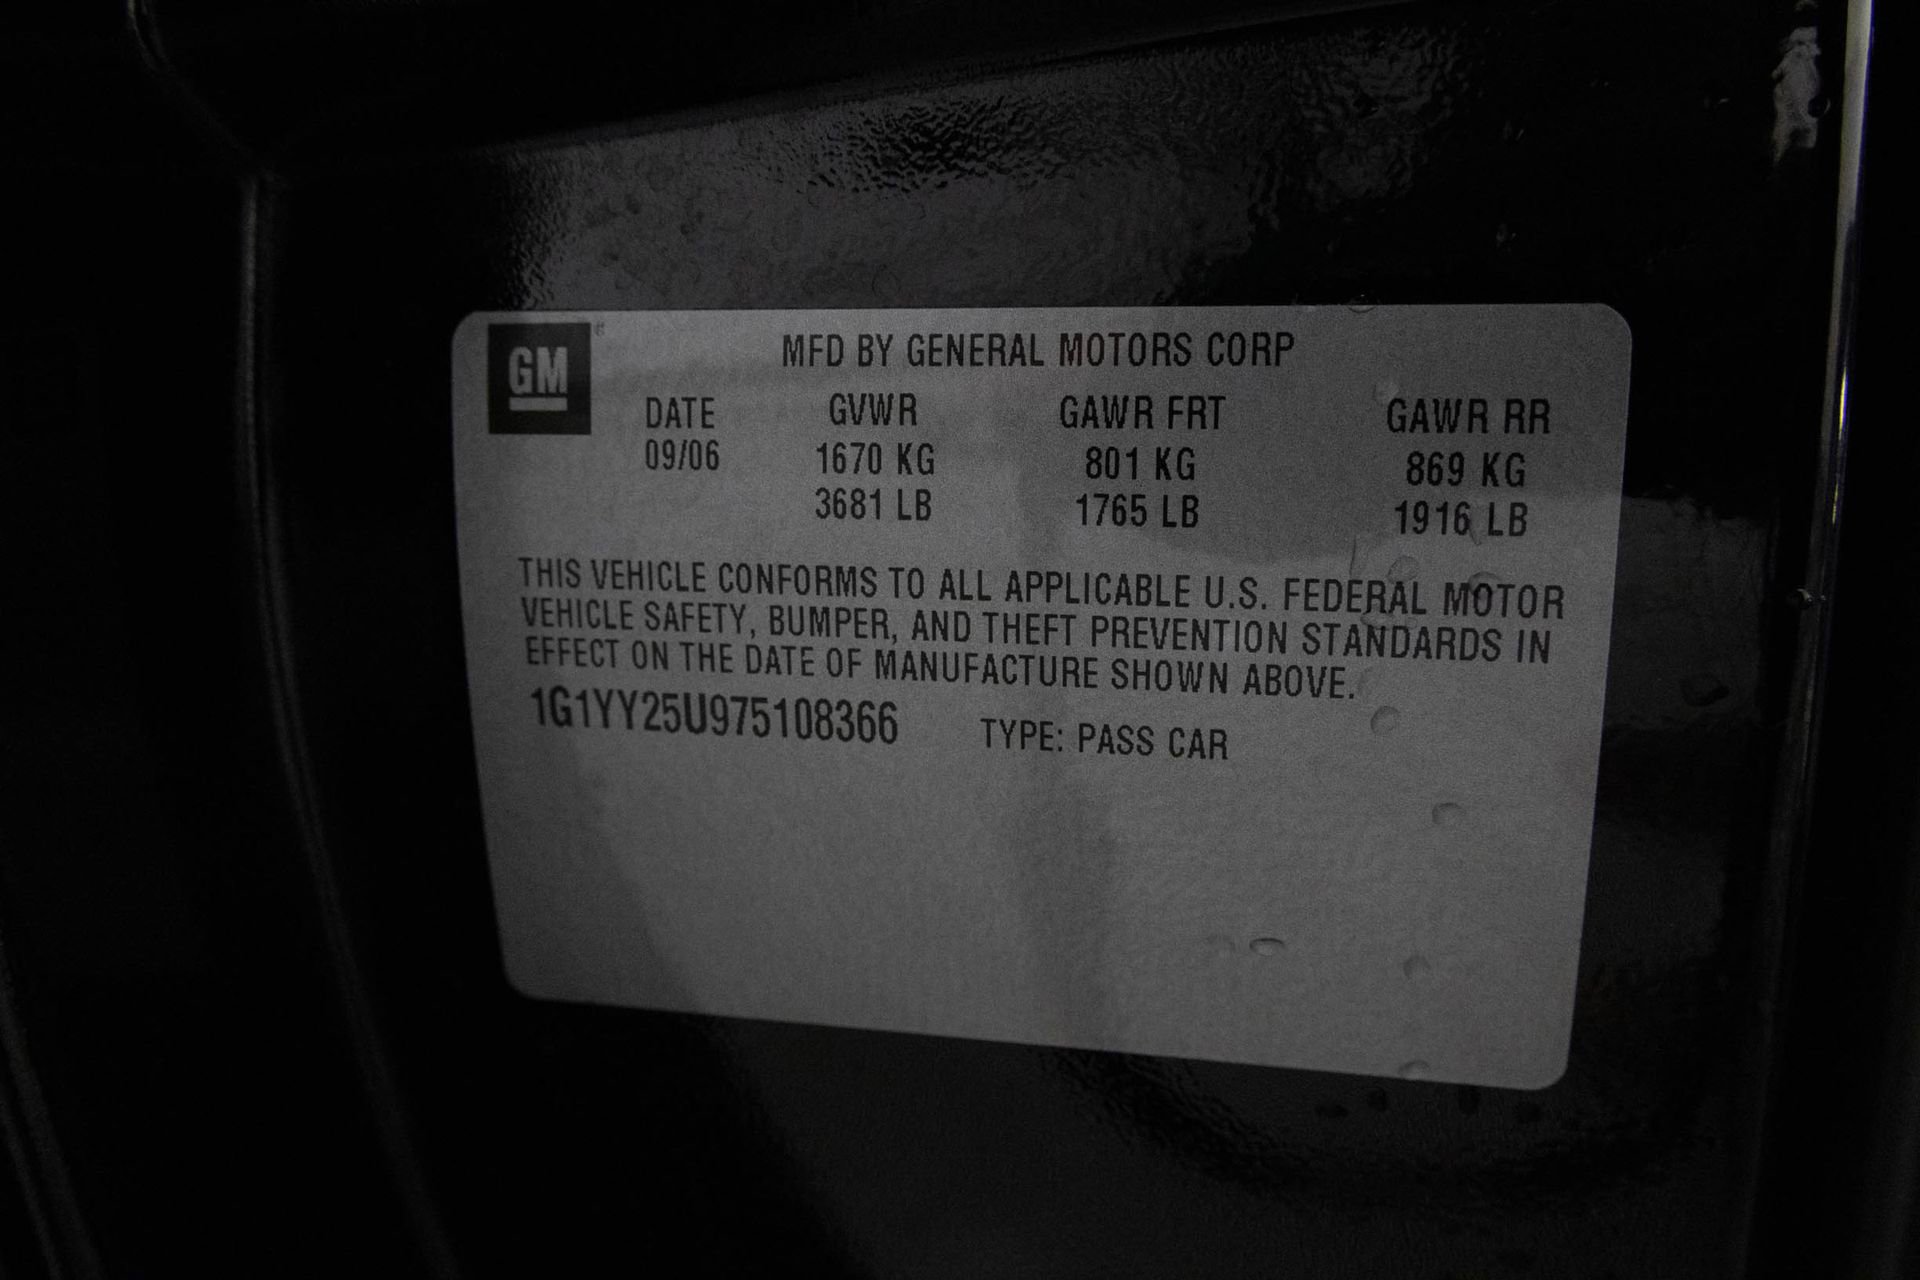 GM
MFD BY GENERAL MOTORS CORP
DATE GVWR GAWR FRT GAWR RR
09/06 1670 KG 801 KG 869 KG
3681 LB 1765 LB 1916 LB
THIS VEHICLE CONFORMS TO ALL APPLICABLE U.S. FEDERAL MOTOR
VEHICLE SAFETY, BUMPER, AND THEFT PREVENTION STANDARDS IN
EFFECT ON THE DATE OF MANUFACTURE SHOWN ABOVE.
1G1YY25U975108366 TYPE: PASS CAR